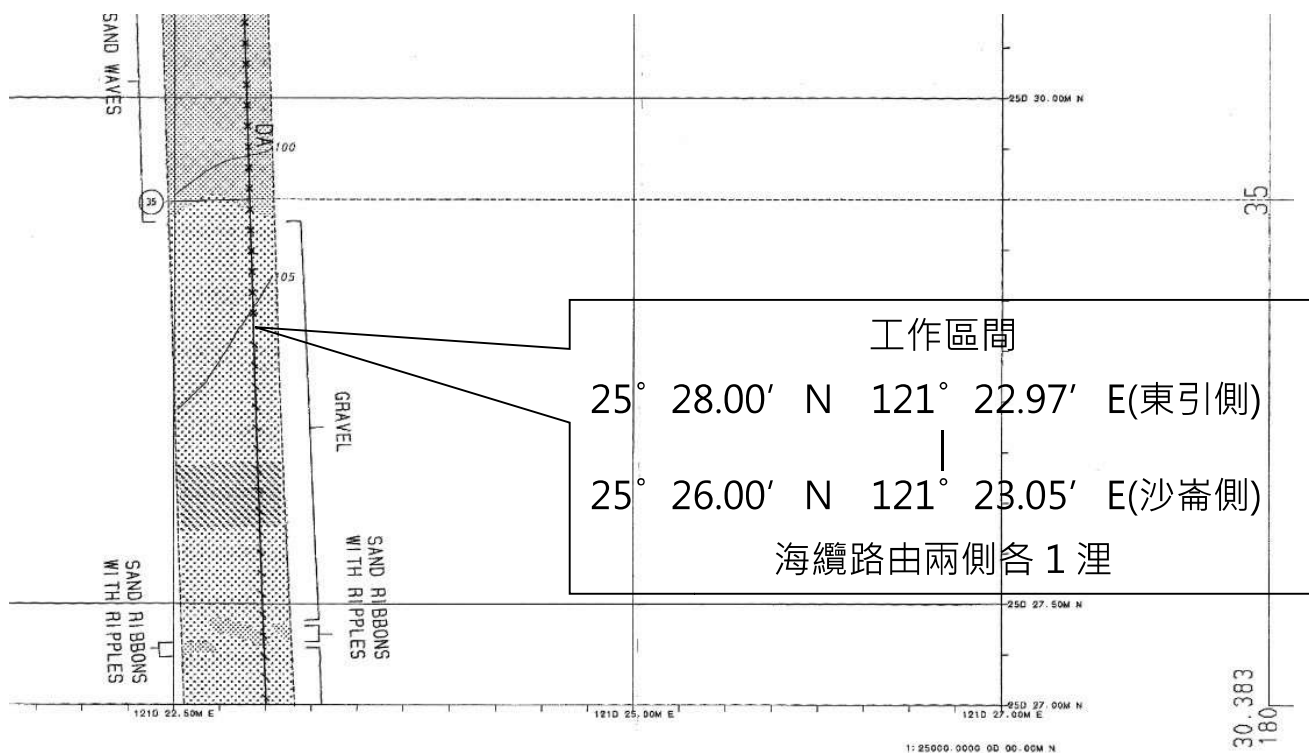 SAND WAVES
25D 30.00M N
DA
100
35
35
105
工作區間
25° 28.00′ N 121° 22.97′ E(東引側)
|
25° 26.00′ N 121° 23.05′ E(沙崙側)
海纜路由兩側各 1 浬
GRAVEL
SAND RIBBONS
WITH RIPPLES
SAND RIBBONS
WITH RIPPLES
25D 27.50M N
25D 27.00M N
121D 22.50M E
121D 25.00M E
121D 27.00M E
30.383
180
1:25000.0000 0D 00.00M N